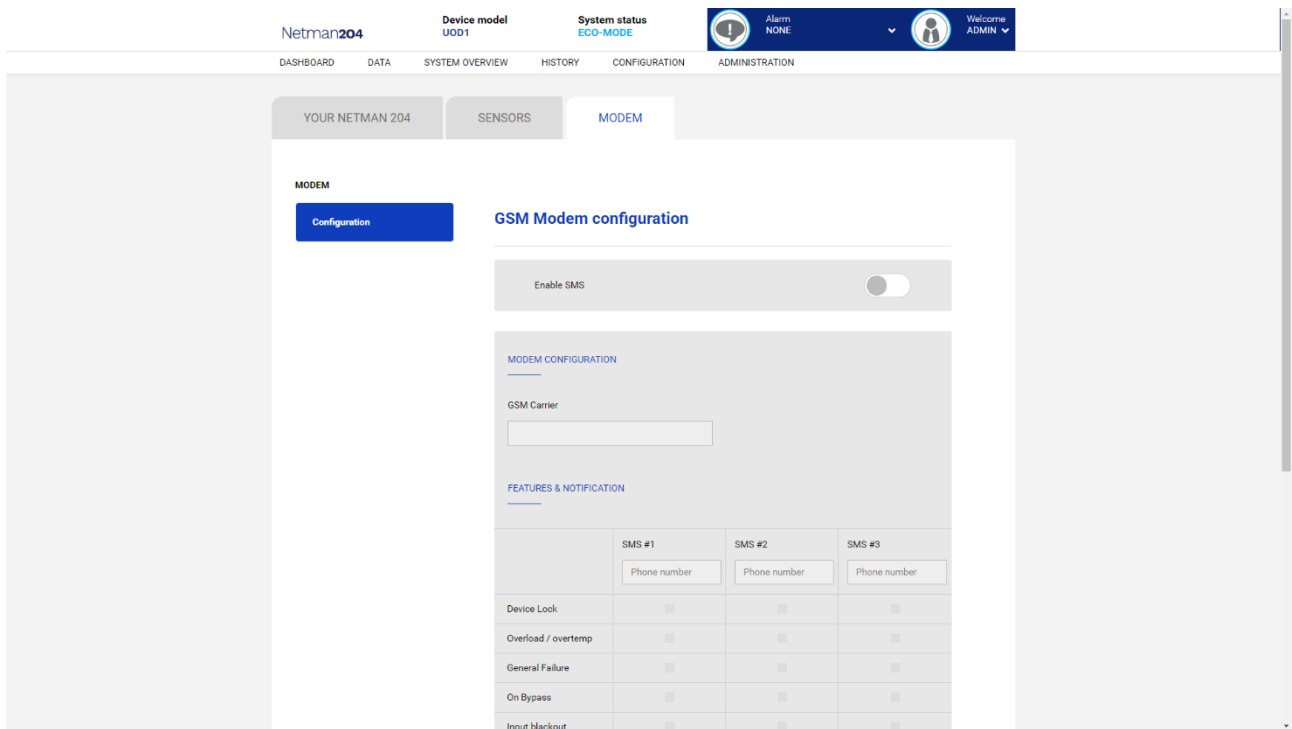 Netman204
Device model
UOD1
System status
ECO-MODE
Alarm
NONE
Welcome
ADMIN
DASHBOARD DATA SYSTEM OVERVIEW HISTORY CONFIGURATION ADMINISTRATION
YOUR NETMAN 204 SENSORS MODEM
MODEM
Configuration
GSM Modem configuration
Enable SMS
MODEM CONFIGURATION
GSM Carrier
FEATURES & NOTIFICATION
SMS #1 SMS #2 SMS #3
Phone number Phone number Phone number
Device Lock
Overload / overtemp
General Failure
On Bypass
Input blackout